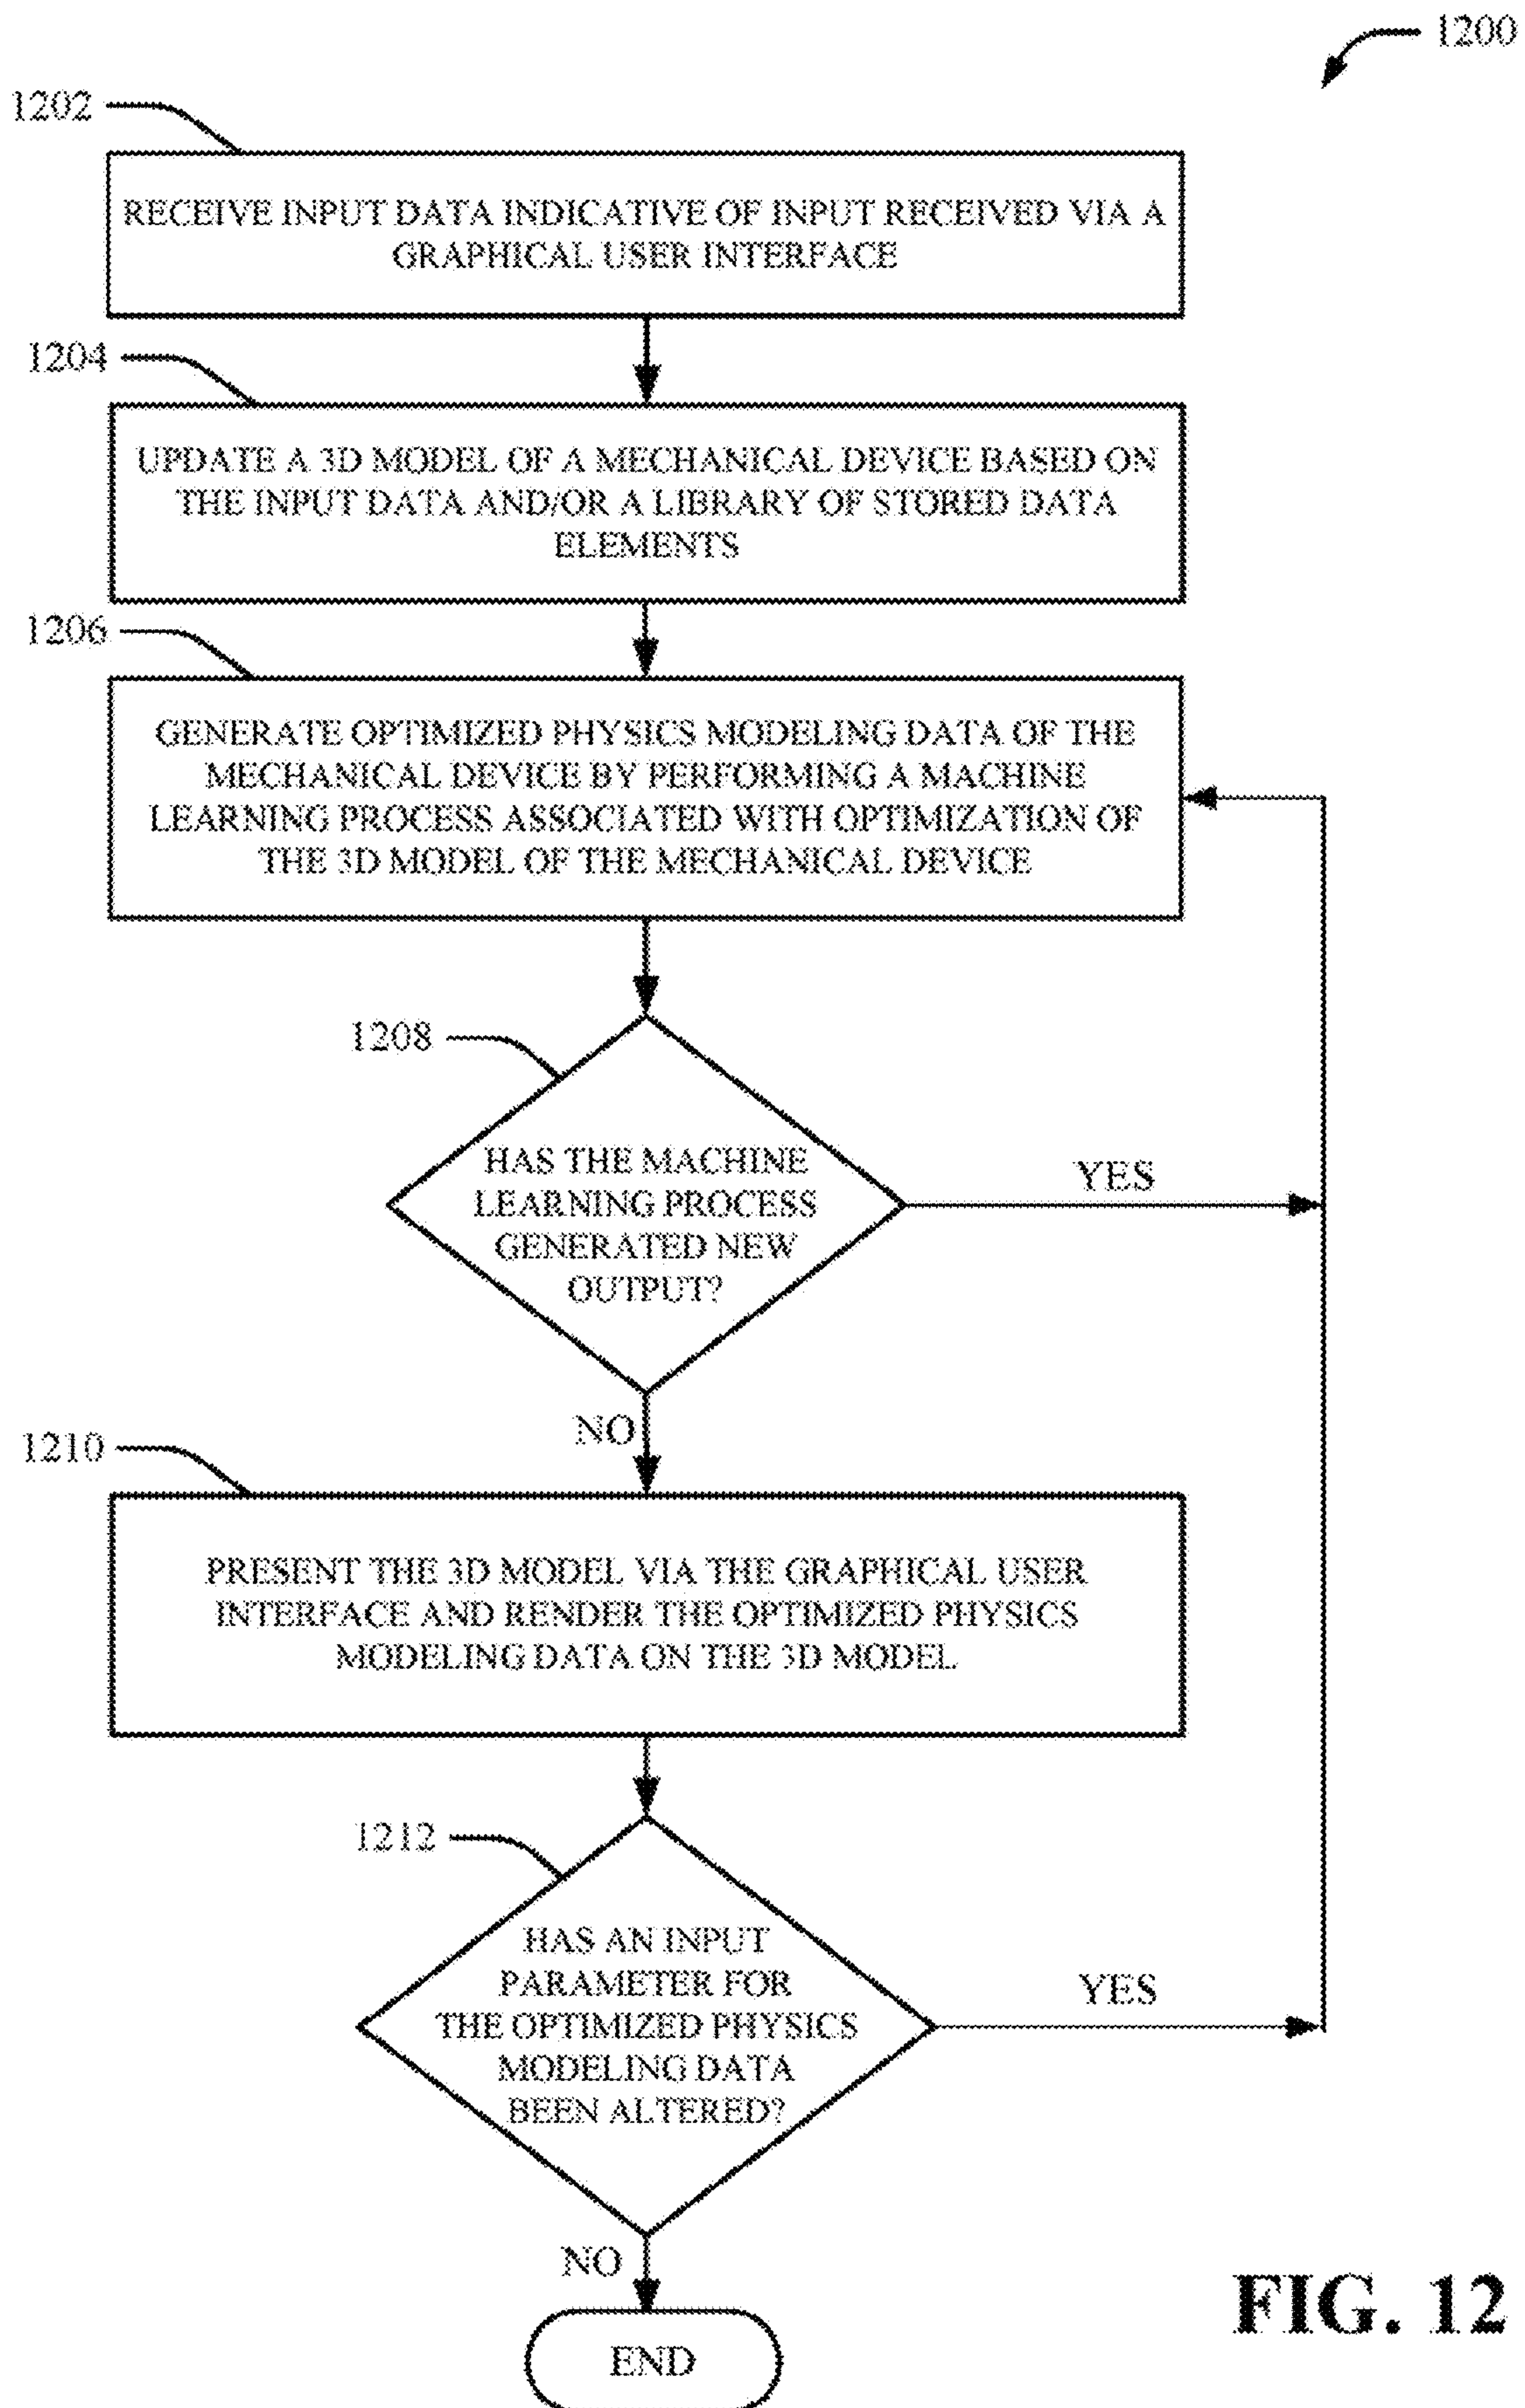 1200
1202
RECEIVE INPUT DATA INDICATIVE OF INPUT RECEIVED VIA A
GRAPHICAL USER INTERFACE
1204
UPDATE A 3D MODEL OF A MECHANICAL DEVICE BASED ON
THE INPUT DATA AND/OR A LIBRARY OF STORED DATA
ELEMENTS
1206
GENERATE OPTIMIZED PHYSICS MODELING DATA OF THE
MECHANICAL DEVICE BY PERFORMING A MACHINE
LEARNING PROCESS ASSOCIATED WITH OPTIMIZATION OF
THE 3D MODEL OF THE MECHANICAL DEVICE
1208
HAS THE MACHINE
LEARNING PROCESS
GENERATED NEW
OUTPUT?
YES
NO
1210
PRESENT THE 3D MODEL VIA THE GRAPHICAL USER
INTERFACE AND RENDER THE OPTIMIZED PHYSICS
MODELING DATA ON THE 3D MODEL
1212
HAS AN INPUT
PARAMETER FOR
THE OPTIMIZED PHYSICS
MODELING DATA
BEEN ALTERED?
YES
NO
END
FIG. 12